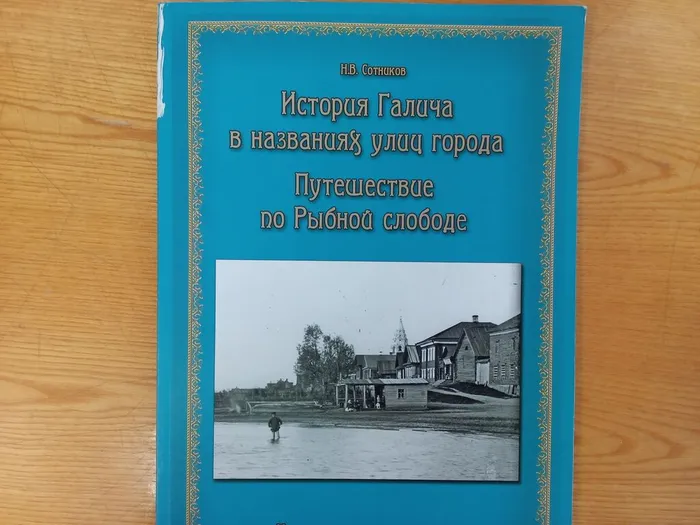 Н.В. Сотников
История Галича
в названиях улиц города
Путешествие
по Рыбной слободе